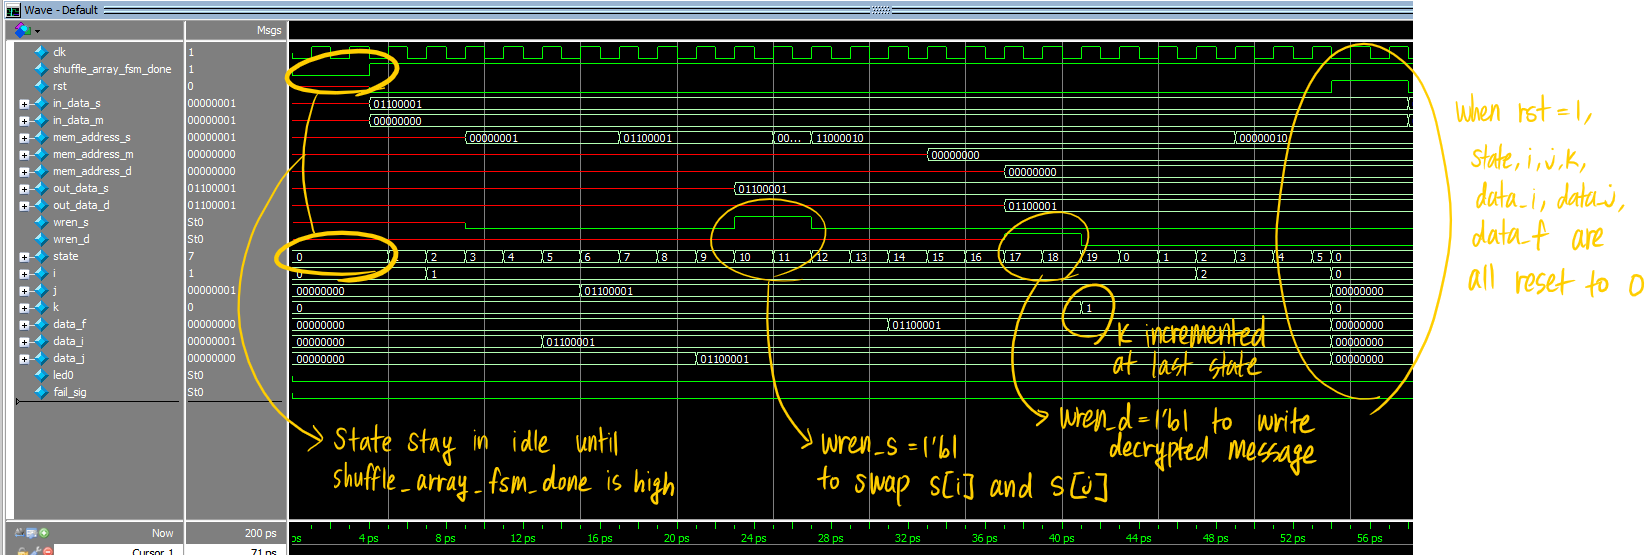 Wave - Default
Msgs
clk 1
shuffle_array_fsm_done 1
rst 0
in_data_s 00000001 01100001
in_data_m 00000001 00000000
mem_address_s 00000001 00000001 01100001 00... 11000010 00000010
mem_address_m 00000000 00000000
mem_address_d 00000000 00000000
out_data_s 01100001 01100001
out_data_d 01100001 01100001
wren_s St0
wren_d St0
state 7 0 2 3 4 5 6 7 8 9 10 11 12 13 14 15 16 17 18 19 0 1 2 3 4 5 0
i 1 0 1 2 0
j 00000001 00000000 01100001 00000000
k 0 0 1 0
data_f 00000000 00000000 01100001 00000000
data_i 00000001 00000000 01100001 00000000
data_j 00000000 00000000 01100001 00000000
led0 St0
fail_sig St0
when rst = 1,
state, i, j, k,
data_i, data_j,
data_f are
all reset to 0
K incremented
at last state
State stay in idle until
shuffle_array_fsm_done is high
wren_s = 1'b1
to swap s[i] and s[j]
wren_d = 1'b1 to write
decrypted message
Now 200 ps
ps 4 ps 8 ps 12 ps 16 ps 20 ps 24 ps 28 ps 32 ps 36 ps 40 ps 44 ps 48 ps 52 ps 56 ps
Cursor 1 71 ps